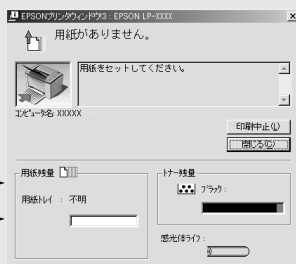 EPSONプリンタウィンドウ3 : EPSON LP-XXXX
用紙がありません。
用紙をセットしてください。
コンピュータ名: XXXXX
印刷中止(U)
閉じる(C)
用紙残量
用紙トレイ : 不明
トナー残量
ブラック:
感光体ライフ: